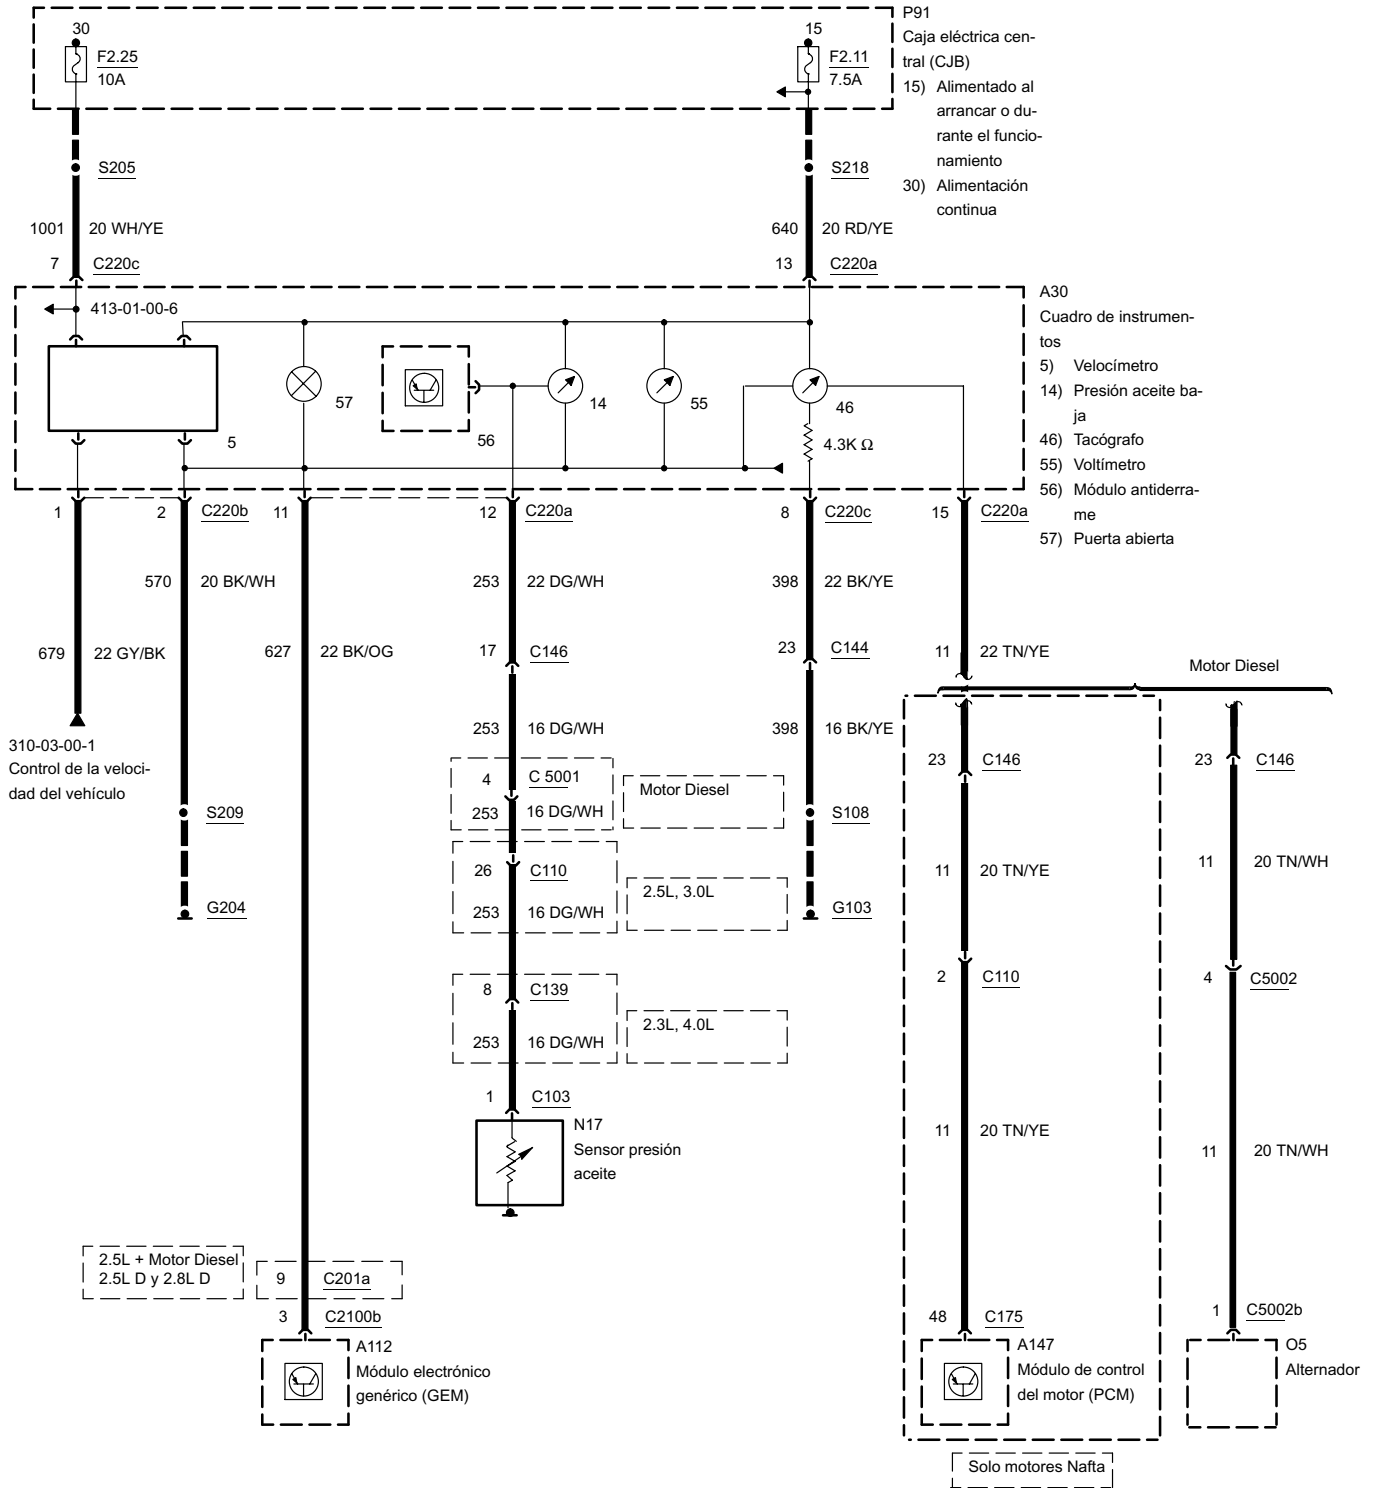 30
F2.25
10A
15
F2.11
7.5A
P91
Caja eléctrica cen-
tral (CJB)
15) Alimentado al
arrancar o du-
rante el funcio-
namiento
30) Alimentación
continua
S205
S218
1001 20 WH/YE
640 20 RD/YE
7 C220c
13 C220a
413-01-00-6
5
57
56
14
55
46
4.3K Ω
A30
Cuadro de instrumen-
tos
5) Velocímetro
14) Presión aceite ba-
ja
46) Tacógrafo
55) Voltímetro
56) Módulo antiderra-
me
57) Puerta abierta
1
2 C220b
11
12 C220a
8 C220c
15 C220a
570 20 BK/WH
253 22 DG/WH
398 22 BK/YE
679 22 GY/BK
627 22 BK/OG
17 C146
23 C144
11 22 TN/YE
Motor Diesel
310-03-00-1
Control de la veloci-
dad del vehículo
253 16 DG/WH
398 16 BK/YE
23 C146
23 C146
4 C 5001
253 16 DG/WH
Motor Diesel
S209
S108
26 C110
253 16 DG/WH
2.5L, 3.0L
11 20 TN/YE
11 20 TN/WH
G204
G103
8 C139
253 16 DG/WH
2.3L, 4.0L
2 C110
4 C5002
1 C103
N17
Sensor presión
aceite
11 20 TN/YE
11 20 TN/WH
2.5L + Motor Diesel
2.5L D y 2.8L D
9 C201a
3 C2100b
A112
Módulo electrónico
genérico (GEM)
48 C175
A147
Módulo de control
del motor (PCM)
1 C5002b
O5
Alternador
Solo motores Nafta